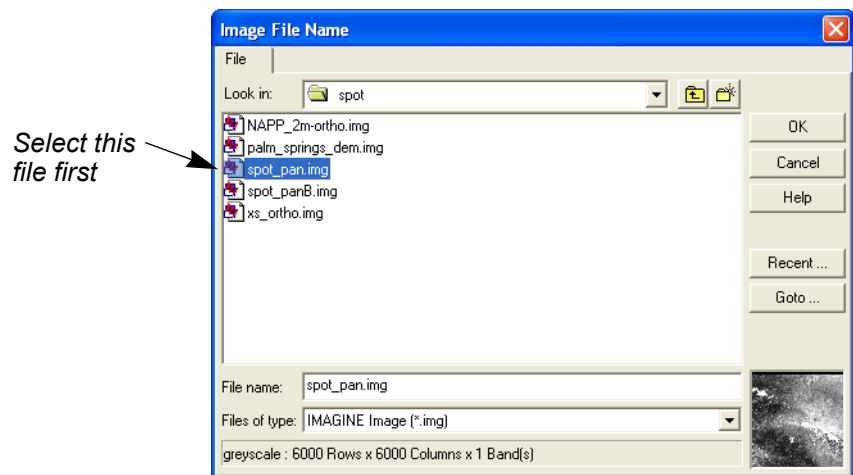 Image File Name
File
Look in: spot
Select this
file first
NAPP_2m-ortho.img
palm_springs_dem.img
spot_pan.img
spot_panB.img
xs_ortho.img
OK
Cancel
Help
Recent ...
Goto ...
File name: spot_pan.img
Files of type: IMAGINE Image (*.img)
greyscale : 6000 Rows x 6000 Columns x 1 Band(s)